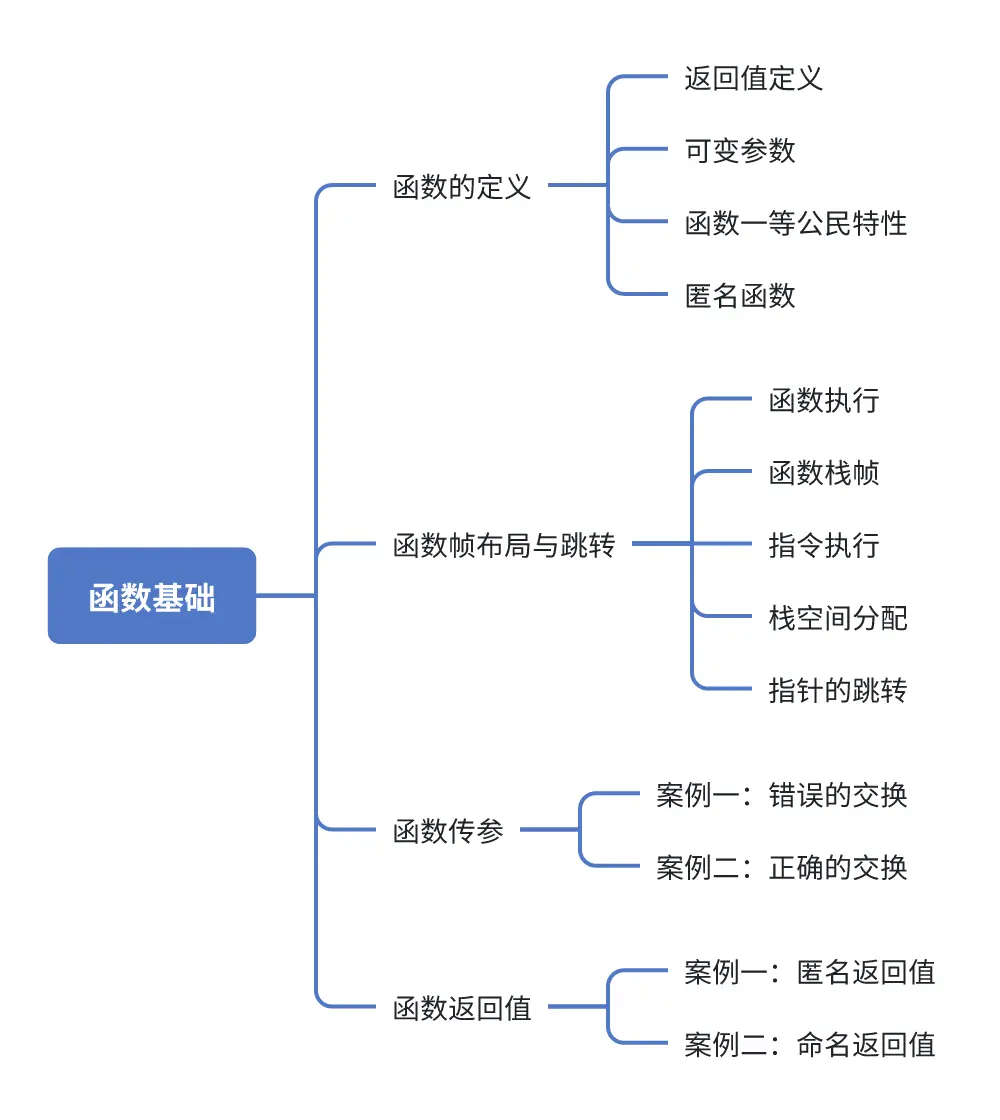 函数基础
函数的定义
返回值定义
可变参数
函数一等公民特性
匿名函数
函数帧布局与跳转
函数执行
函数栈帧
指令执行
栈空间分配
指针的跳转
函数传参
案例一：错误的交换
案例二：正确的交换
函数返回值
案例一：匿名返回值
案例二：命名返回值